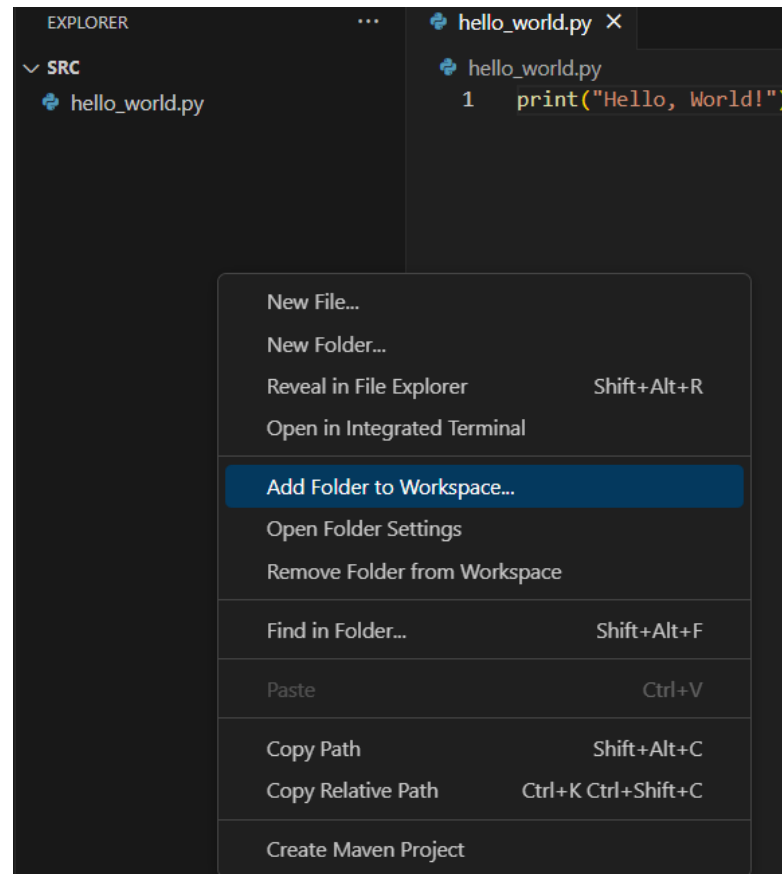 EXPLORER ···
hello_world.py
SRC
hello_world.py
hello_world.py
1 print("Hello, World!")
New File...
New Folder...
Reveal in File Explorer Shift+Alt+R
Open in Integrated Terminal
Add Folder to Workspace...
Open Folder Settings
Remove Folder from Workspace
Find in Folder... Shift+Alt+F
Paste Ctrl+V
Copy Path Shift+Alt+C
Copy Relative Path Ctrl+K Ctrl+Shift+C
Create Maven Project